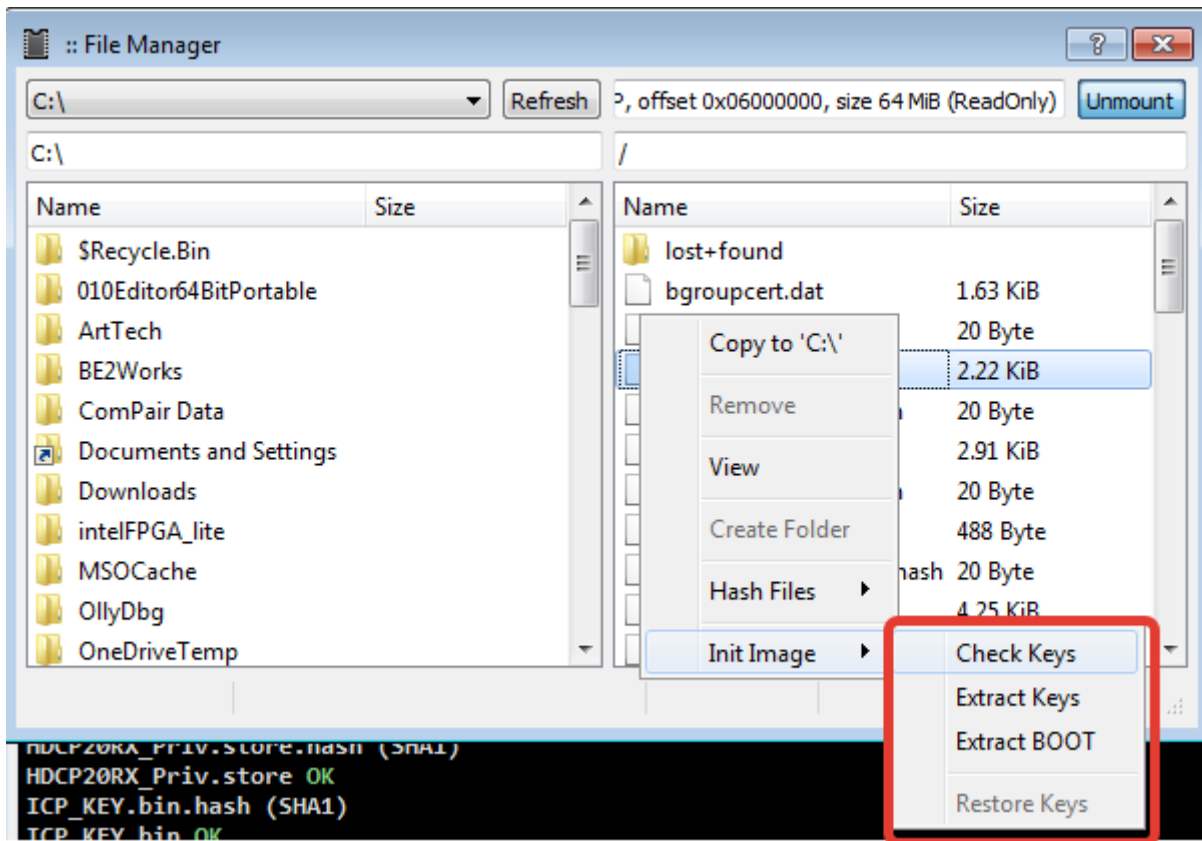 :: File Manager
C:\ Refresh P, offset 0x06000000, size 64 MiB (ReadOnly) Unmount
C:\ /
Name Size Name Size
$Recycle.Bin lost+found
010Editor64BitPortable bgroupcert.dat 1.63 KiB
ArtTech 20 Byte
BE2Works 2.22 KiB
ComPair Data 20 Byte
Documents and Settings 2.91 KiB
Downloads 20 Byte
intelFPGA_lite 488 Byte
MSOCache hash 20 Byte
OllyDbg 4.25 KiB
OneDriveTemp
Copy to 'C:\'
Remove
View
Create Folder
Hash Files
Init Image
Check Keys
Extract Keys
Extract BOOT
Restore Keys
HDCP20RX_Priv.store.hash (SHA1)
HDCP20RX_Priv.store OK
ICP_KEY.bin.hash (SHA1)
ICP_KEY.bin OK